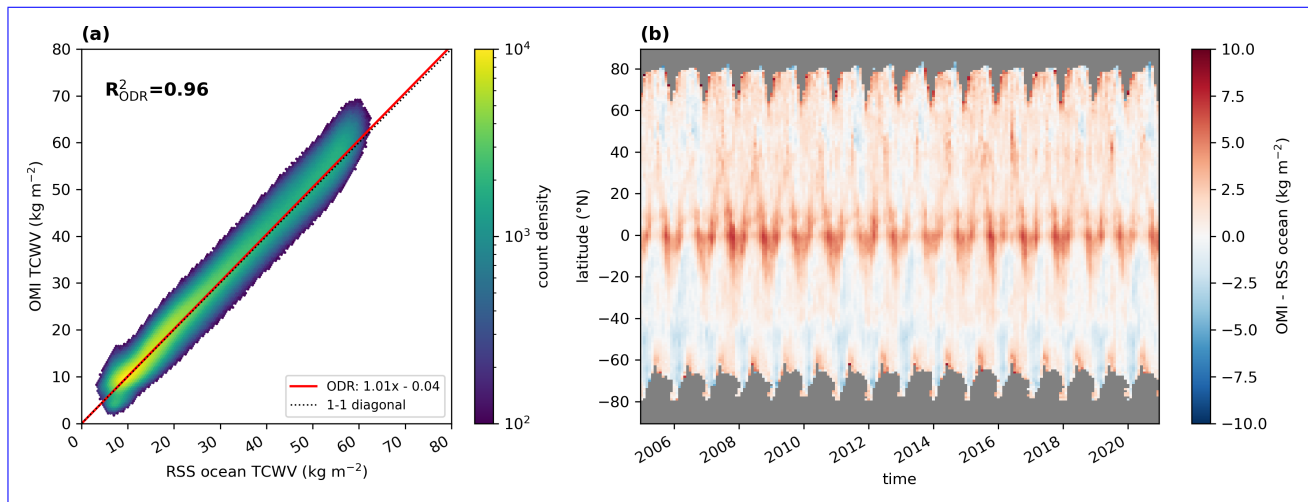 (a)
80
70
60
50
40
30
20
10
0
OMI TCWV (kg m⁻²)
R²ODR=0.96
ODR: 1.01x - 0.04
1-1 diagonal
0 10 20 30 40 50 60 70 80
RSS ocean TCWV (kg m⁻²)
10⁴
10³
10²
count density
(b)
80
60
40
20
0
−20
−40
−60
−80
latitude (°N)
2006 2008 2010 2012 2014 2016 2018 2020
time
10.0
7.5
5.0
2.5
0.0
−2.5
−5.0
−7.5
−10.0
OMI - RSS ocean (kg m⁻²)